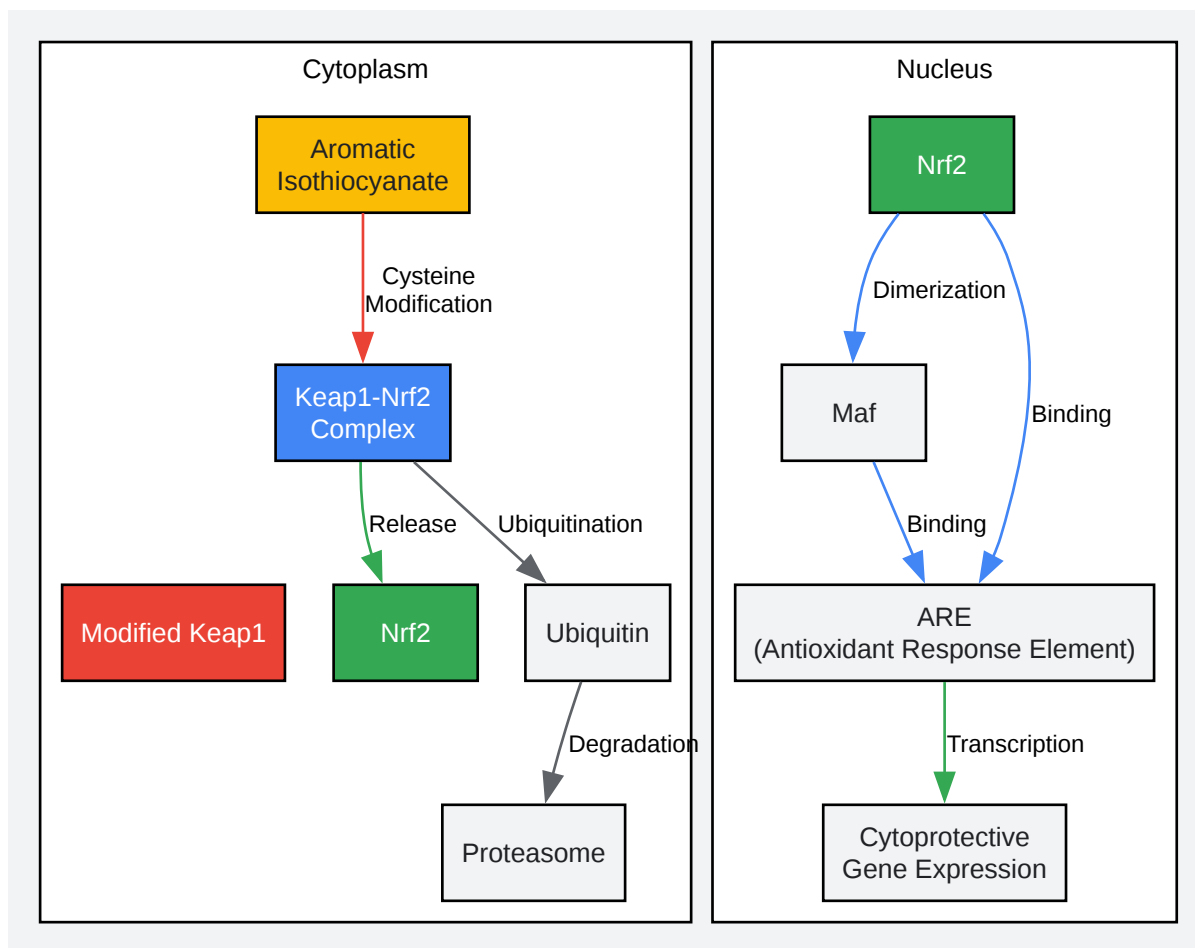 Cytoplasm
Aromatic
Isothiocyanate
Cysteine
Modification
Keap1-Nrf2
Complex
Release
Ubiquitination
Modified Keap1
Nrf2
Ubiquitin
Degradation
Proteasome
Nucleus
Nrf2
Dimerization
Maf
Binding
Binding
ARE
(Antioxidant Response Element)
Transcription
Cytoprotective
Gene Expression